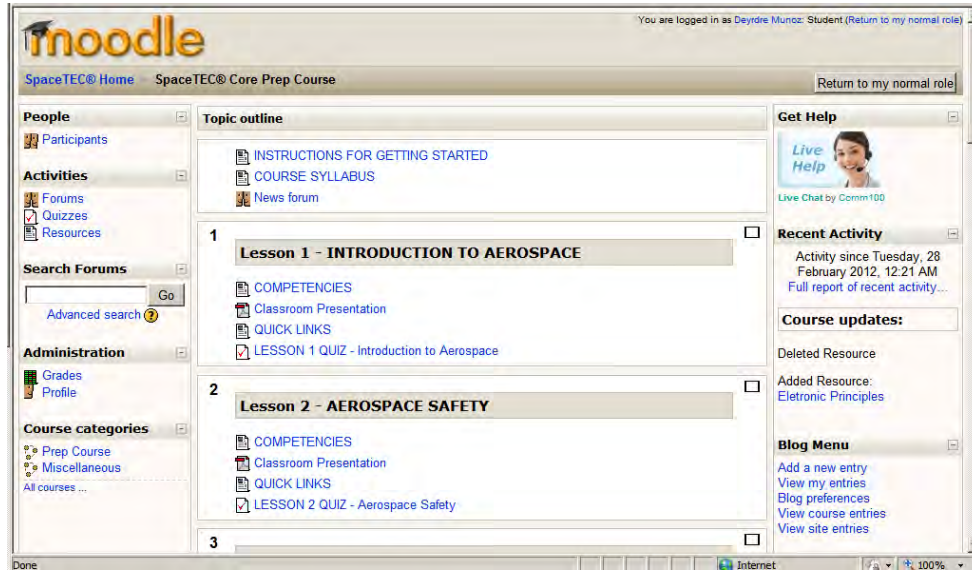 moodle
You are logged in as Deyrdre Munoz: Student (Return to my normal role)
SpaceTEC® Home SpaceTEC® Core Prep Course
Return to my normal role
People
Participants
Activities
Forums
Quizzes
Resources
Search Forums
Go
Advanced search ?
Administration
Grades
Profile
Course categories
Prep Course
Miscellaneous
All courses ...
Topic outline
INSTRUCTIONS FOR GETTING STARTED
COURSE SYLLABUS
News forum
1
Lesson 1 - INTRODUCTION TO AEROSPACE
COMPETENCIES
Classroom Presentation
QUICK LINKS
LESSON 1 QUIZ - Introduction to Aerospace
2
Lesson 2 - AEROSPACE SAFETY
COMPETENCIES
Classroom Presentation
QUICK LINKS
LESSON 2 QUIZ - Aerospace Safety
3
Get Help
Live
Help
Live Chat by Comm100
Recent Activity
Activity since Tuesday, 28
February 2012, 12:21 AM
Full report of recent activity...
Course updates:
Deleted Resource
Added Resource:
Eletronic Principles
Blog Menu
Add a new entry
View my entries
Blog preferences
View course entries
View site entries
Done
Internet
100%